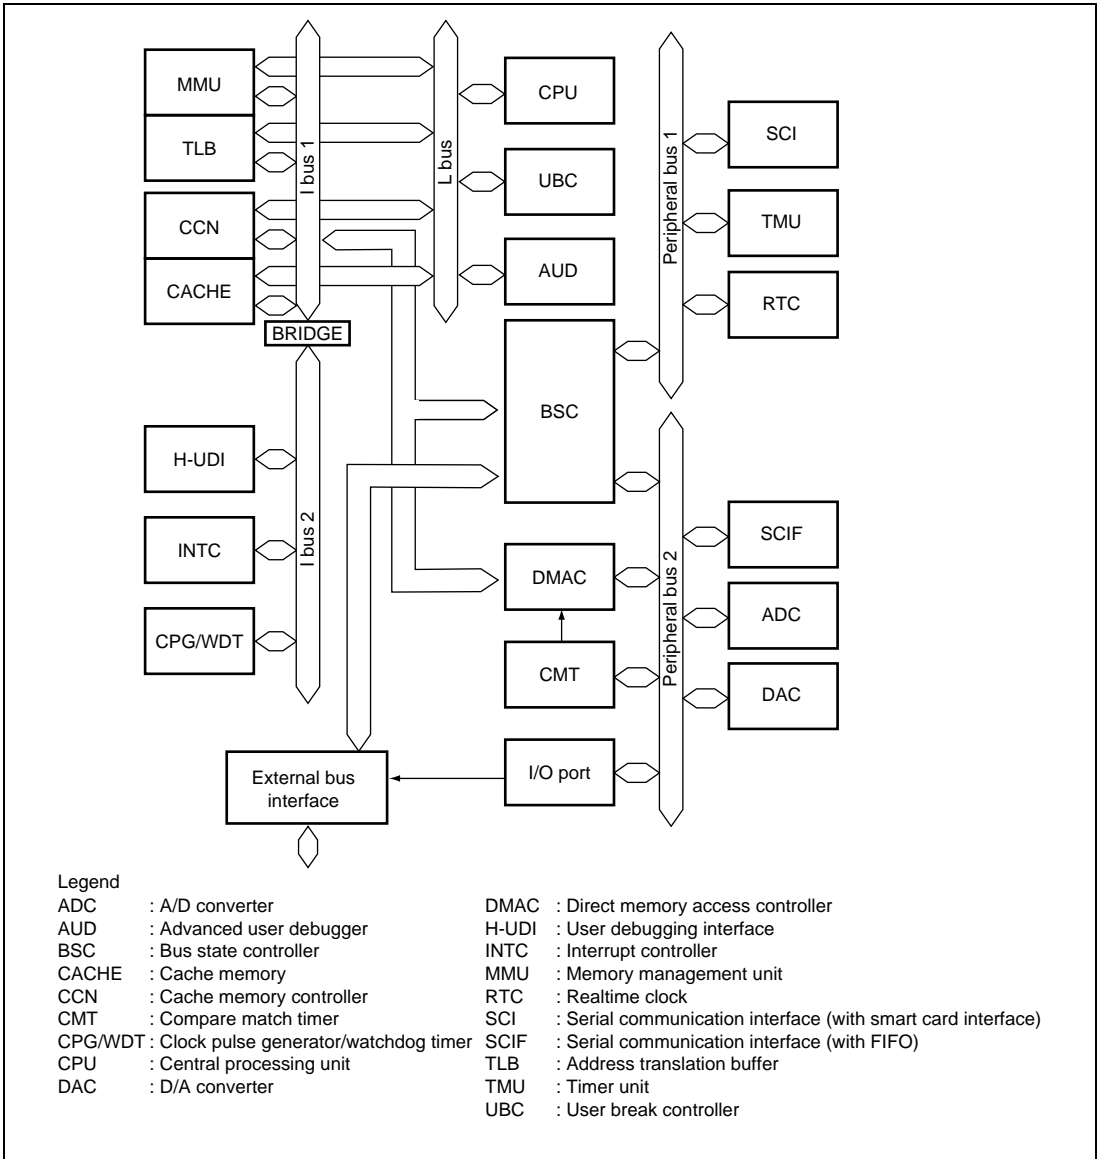 MMU
CPU
SCI
TLB
I bus 1
L bus
UBC
Peripheral bus 1
TMU
CCN
AUD
CACHE
RTC
BRIDGE
BSC
H-UDI
I bus 2
INTC
SCIF
DMAC
Peripheral bus 2
ADC
CPG/WDT
CMT
DAC
External bus
interface
I/O port
Legend
ADC : A/D converter
AUD : Advanced user debugger
BSC : Bus state controller
CACHE : Cache memory
CCN : Cache memory controller
CMT : Compare match timer
CPG/WDT : Clock pulse generator/watchdog timer
CPU : Central processing unit
DAC : D/A converter
DMAC : Direct memory access controller
H-UDI : User debugging interface
INTC : Interrupt controller
MMU : Memory management unit
RTC : Realtime clock
SCI : Serial communication interface (with smart card interface)
SCIF : Serial communication interface (with FIFO)
TLB : Address translation buffer
TMU : Timer unit
UBC : User break controller